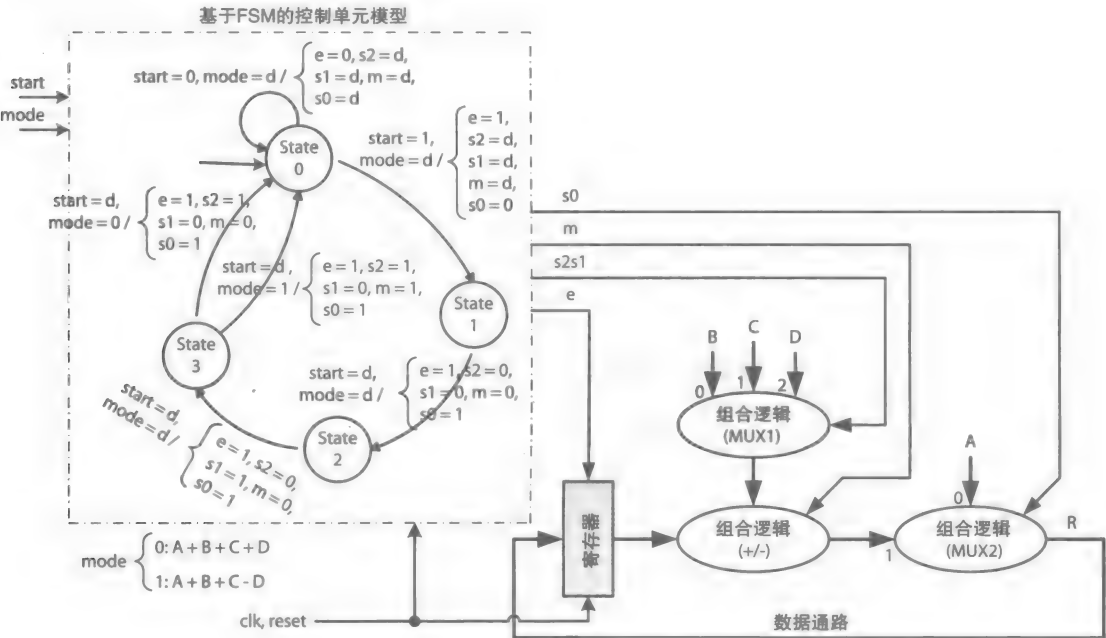 基于FSM的控制单元模型
start
mode
start = 0, mode = d /
e = 0, s2 = d,
s1 = d, m = d,
s0 = d
State
0
start = 1,
mode = d /
e = 1,
s2 = d,
s1 = d,
m = d,
s0 = 0
start = d,
mode = 0 /
e = 1, s2 = 1,
s1 = 0, m = 0,
s0 = 1
start = d,
mode = 1 /
e = 1, s2 = 1,
s1 = 0, m = 1,
s0 = 1
State
1
State
3
start = d,
mode = d /
e = 1, s2 = 0,
s1 = 0, m = 0,
s0 = 1
State
2
start = d,
mode = d /
e = 1, s2 = 0,
s1 = 1, m = 0,
s0 = 1
s0
m
s2s1
e
B
C
D
0
1
2
组合逻辑
(MUX1)
A
0
寄存器
组合逻辑
(+/-)
1
组合逻辑
(MUX2)
R
mode
0: A + B + C + D
1: A + B + C - D
clk, reset
数据通路